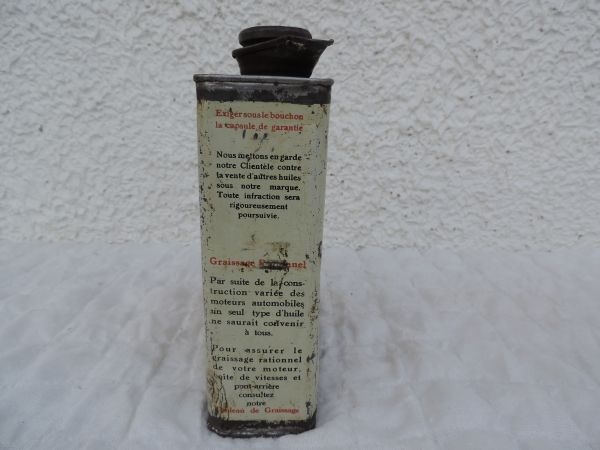 Exiger sous le bouchon
la capsule de garantie
Nous mettons en garde
notre Clientèle contre
la vente d'autres huiles
sous notre marque.
Toute infraction sera
rigoureusement
poursuivie.
Graissage
Par suite de la cons-
truction variée des
moteurs automobiles
un seul type d'huile
ne saurait convenir
à tous.
Pour assurer le
graissage rationnel
de votre moteur,
boîte de vitesses et
pont-arrière
consultez
notre
Tableau de Graissage